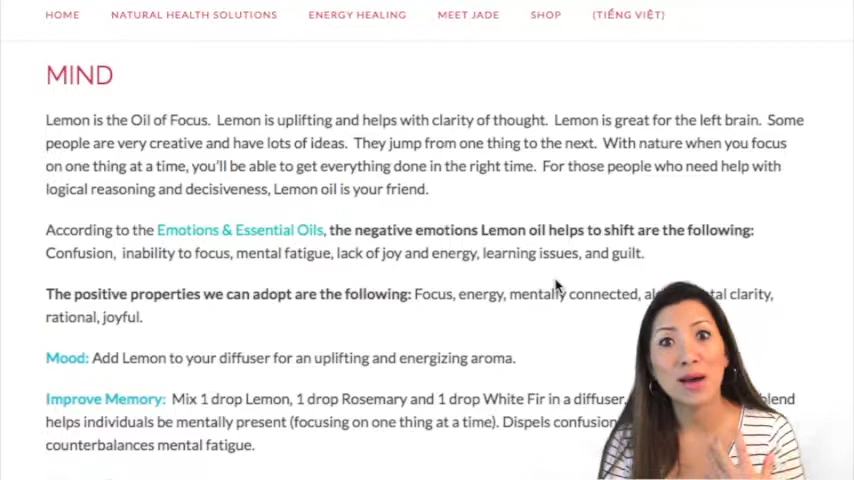 HOME NATURAL HEALTH SOLUTIONS ENERGY HEALING MEET JADE SHOP (TIẾNG VIỆT)
MIND
Lemon is the Oil of Focus. Lemon is uplifting and helps with clarity of thought. Lemon is great for the left brain. Some
people are very creative and have lots of ideas. They jump from one thing to the next. With nature when you focus
on one thing at a time, you'll be able to get everything done in the right time. For those people who need help with
logical reasoning and decisiveness, Lemon oil is your friend.
According to the Emotions & Essential Oils, the negative emotions Lemon oil helps to shift are the following:
Confusion, inability to focus, mental fatigue, lack of joy and energy, learning issues, and guilt.
The positive properties we can adopt are the following: Focus, energy, mentally connected, clarity,
rational, joyful.
Mood: Add Lemon to your diffuser for an uplifting and energizing aroma.
Improve Memory: Mix 1 drop Lemon, 1 drop Rosemary and 1 drop White Fir in a diffuser. blend
helps individuals be mentally present (focusing on one thing at a time). Dispels confusion
counterbalances mental fatigue.